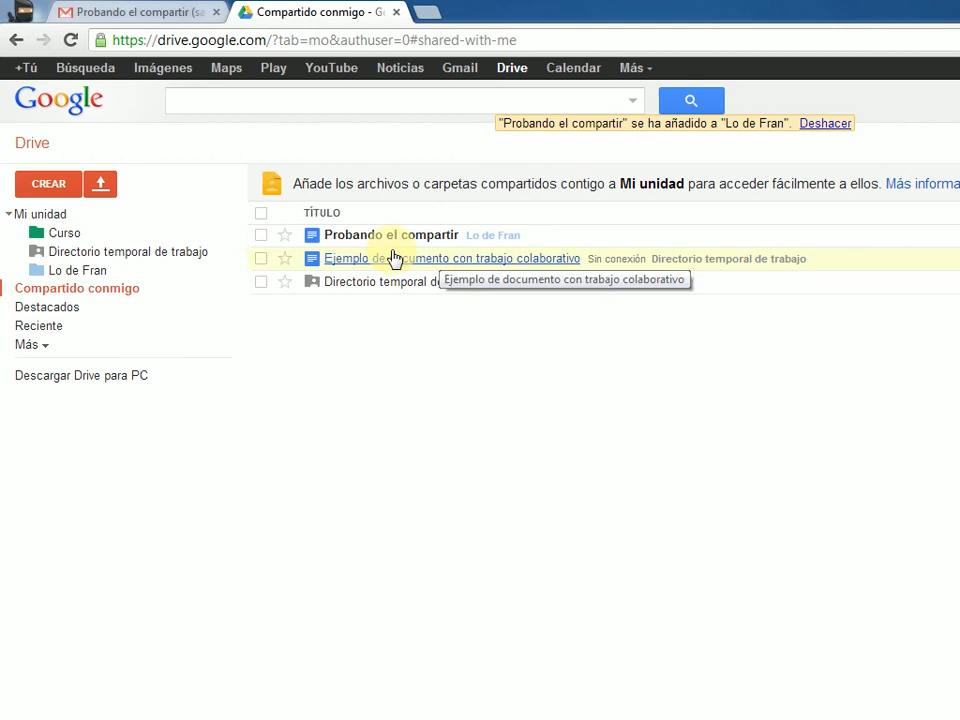 Probando el compartir (sa
Compartido conmigo - Go
https://drive.google.com/?tab=mo&authuser=0#shared-with-me
+Tú Búsqueda Imágenes Maps Play YouTube Noticias Gmail Drive Calendar Más
Google
"Probando el compartir" se ha añadido a "Lo de Fran". Deshacer
Drive
CREAR
Añade los archivos o carpetas compartidos contigo a Mi unidad para acceder fácilmente a ellos. Más informa
Mi unidad
Curso
Directorio temporal de trabajo
Lo de Fran
Compartido conmigo
Destacados
Reciente
Más
Descargar Drive para PC
TÍTULO
Probando el compartir Lo de Fran
Ejemplo de documento con trabajo colaborativo Sin conexión Directorio temporal de trabajo
Directorio temporal de
Ejemplo de documento con trabajo colaborativo